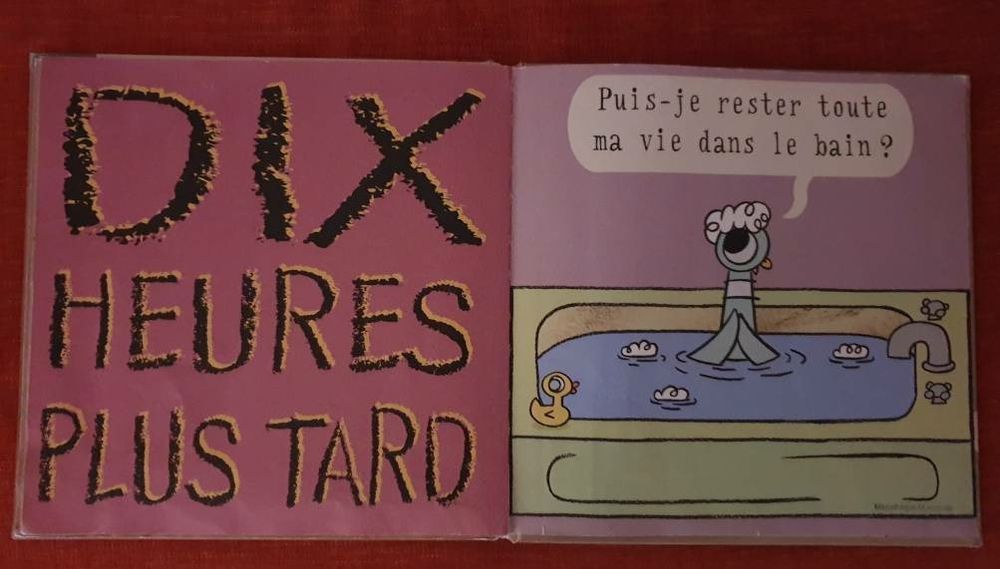 DIX
HEURES
PLUS TARD
Puis-je rester toute
ma vie dans le bain ?